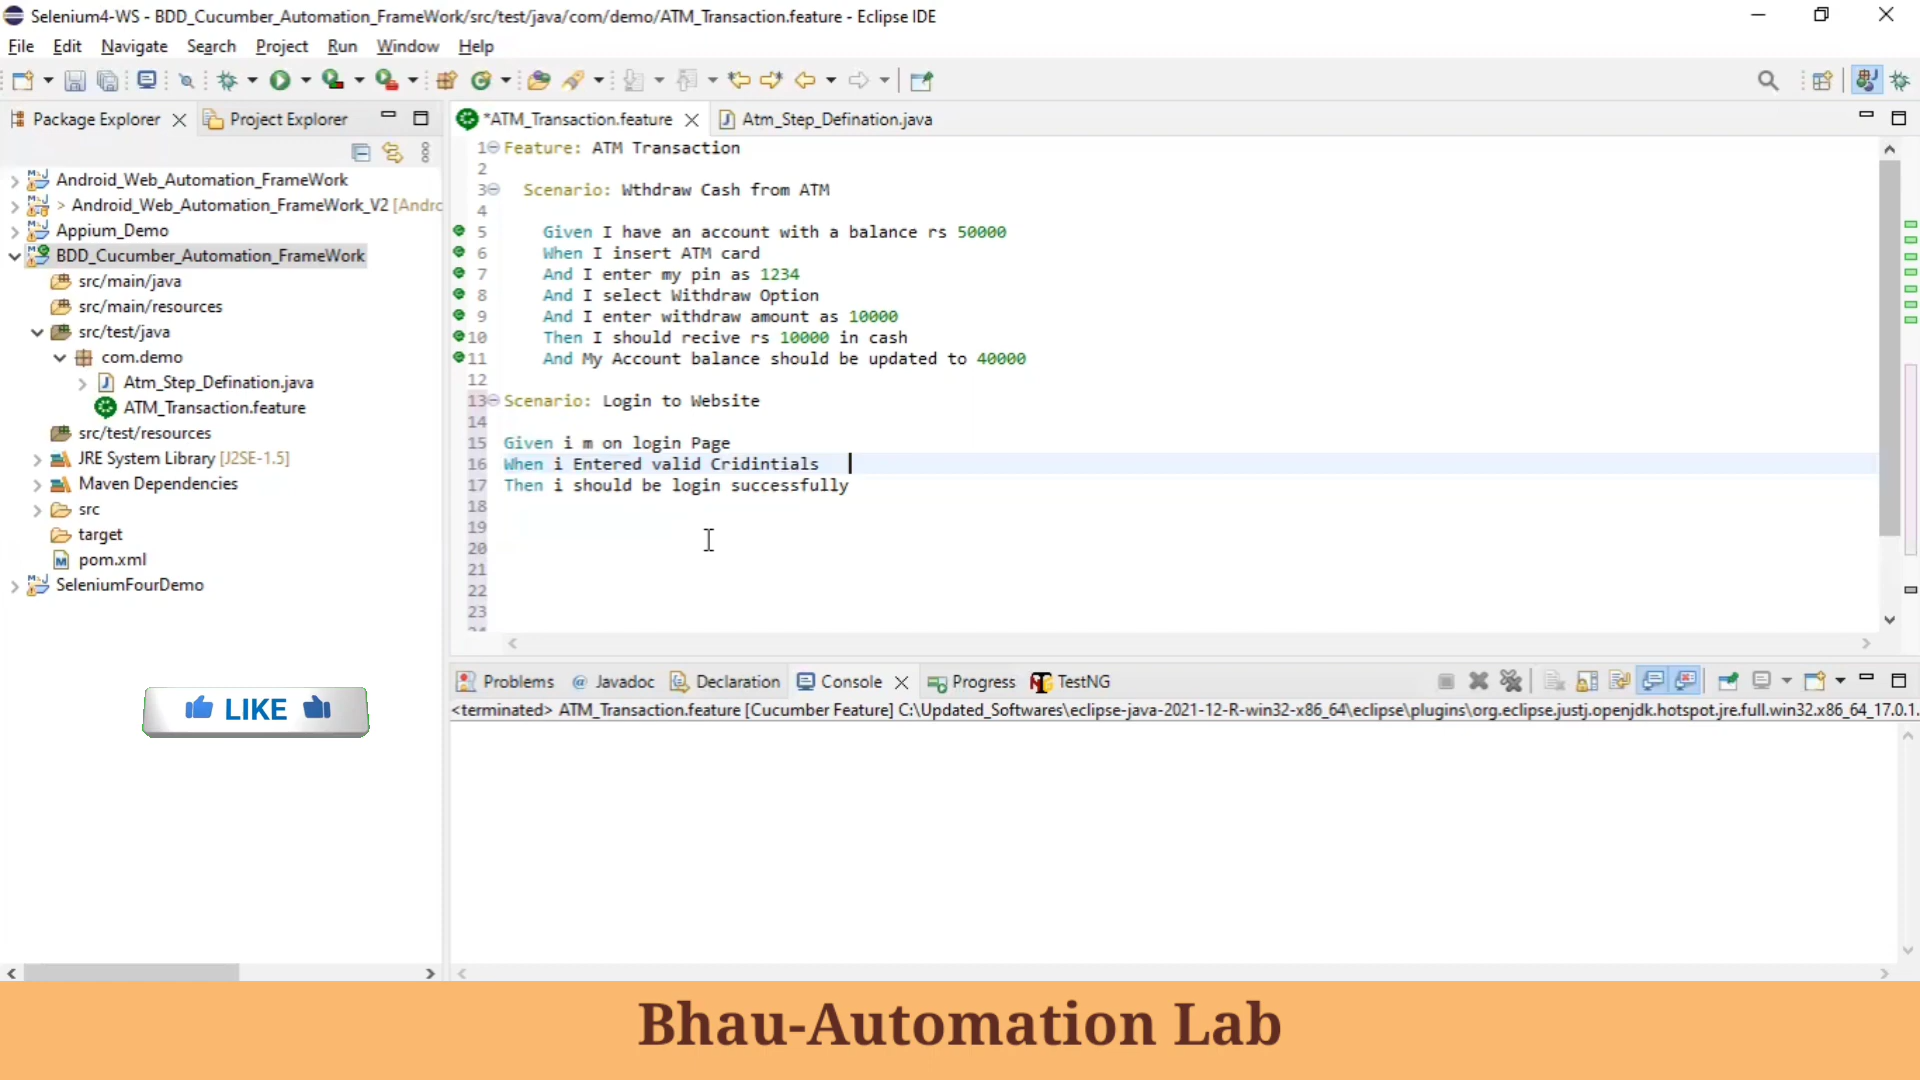 Selenium4-WS - BDD_Cucumber_Automation_FrameWork/src/test/java/com/demo/ATM_Transaction.feature - Eclipse IDE
File Edit Navigate Search Project Run Window Help
Package Explorer Project Explorer
*ATM_Transaction.feature Atm_Step_Defination.java
Android_Web_Automation_FrameWork
> Android_Web_Automation_FrameWork_V2 [Andro
Appium_Demo
BDD_Cucumber_Automation_FrameWork
src/main/java
src/main/resources
src/test/java
com.demo
Atm_Step_Defination.java
ATM_Transaction.feature
src/test/resources
JRE System Library [J2SE-1.5]
Maven Dependencies
src
target
pom.xml
SeleniumFourDemo
LIKE
1 Feature: ATM Transaction
2
3 Scenario: Wthdraw Cash from ATM
4
5 Given I have an account with a balance rs 50000
6 When I insert ATM card
7 And I enter my pin as 1234
8 And I select Withdraw Option
9 And I enter withdraw amount as 10000
10 Then I should recive rs 10000 in cash
11 And My Account balance should be updated to 40000
12
13 Scenario: Login to Website
14
15 Given i m on login Page
16 When i Entered valid Cridintials
17 Then i should be login successfully
18
19
20
21
22
23
Problems Javadoc Declaration Console Progress TestNG
<terminated> ATM_Transaction.feature [Cucumber Feature] C:\Updated_Softwares\eclipse-java-2021-12-R-win32-x86_64\eclipse\plugins\org.eclipse.justj.openjdk.hotspot.jre.full.win32.x86_64_17.0.1.
Bhau-Automation Lab